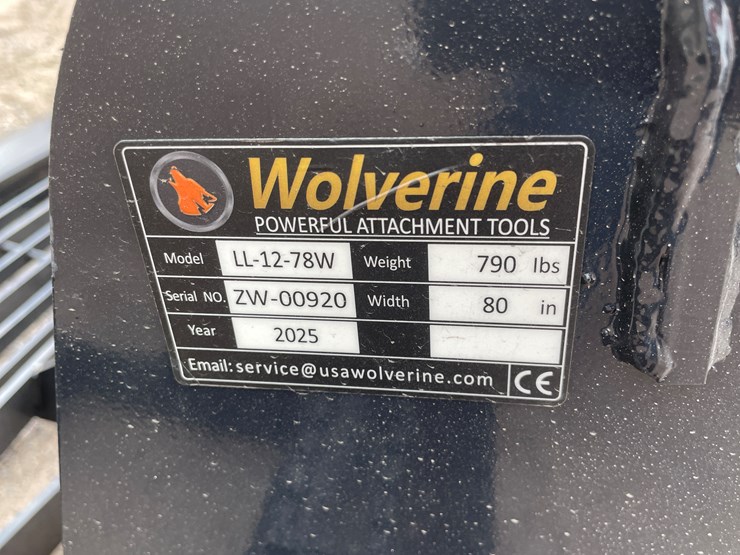 Wolverine
POWERFUL ATTACHMENT TOOLS
Model LL-12-78W Weight 790 lbs
Serial NO. ZW-00920 Width 80 in
Year 2025
Email: service@usawolverine.com CE